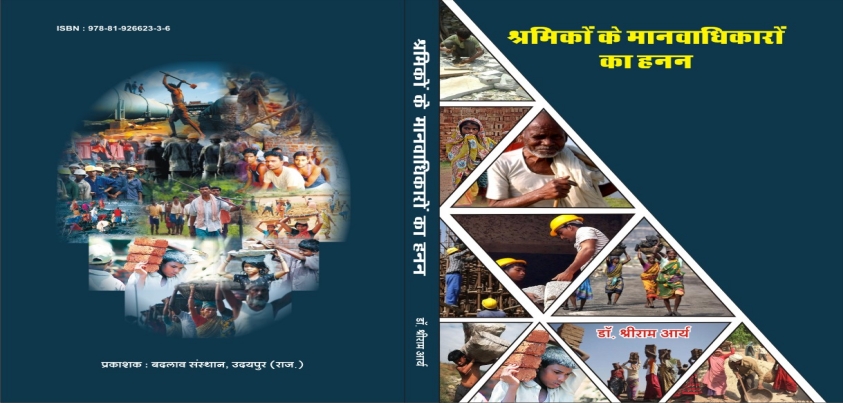 ISBN : 978-81-926623-3-6
प्रकाशक : बदलाव संस्थान, उदयपुर (राज.)
श्रमिकों के मानवाधिकारों का हनन
डॉ. श्रीराम आर्य
श्रमिकों के मानवाधिकारों
का हनन
डॉ. श्रीराम आर्य